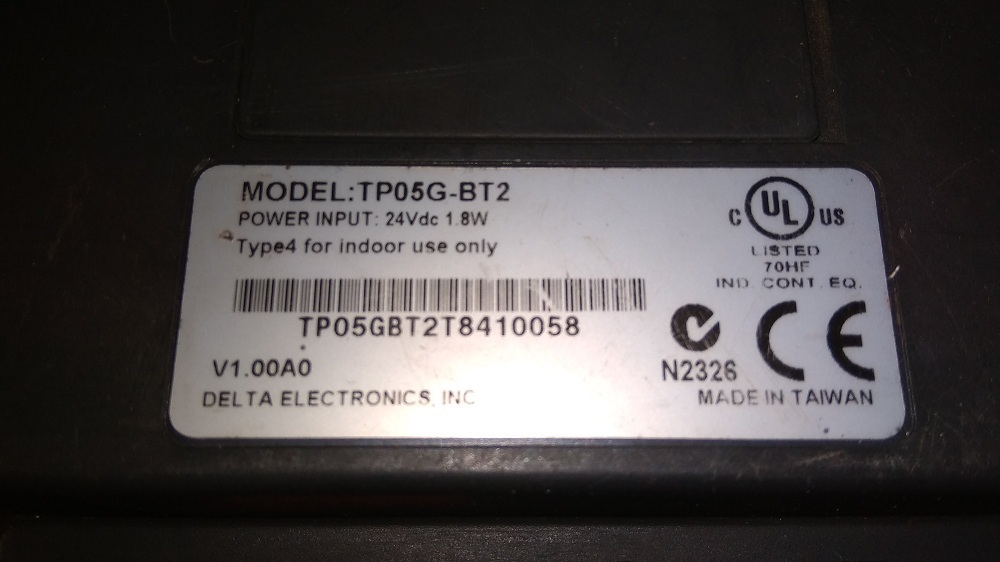 MODEL:TP05G-BT2
POWER INPUT: 24Vdc 1.8W
Type4 for indoor use only
C UL US
LISTED
70HF
IND. CONT. EQ.
TP05GBT2T8410058
V1.00A0
N2326
CE
DELTA ELECTRONICS, INC
MADE IN TAIWAN